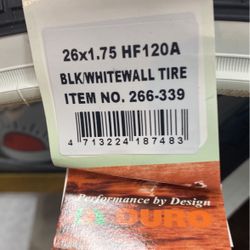 26x1.75 HF120A
BLK/WHITEWALL TIRE
ITEM NO. 266-339
4 713224 187483
Performance by Design
DURO